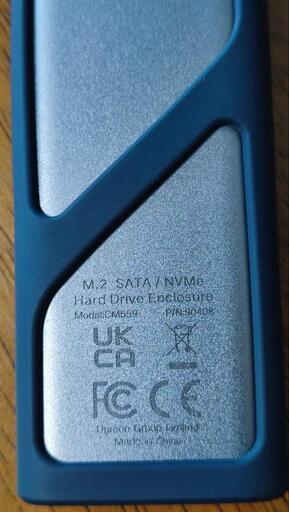 M.2 SATA / NVMe
Hard Drive Enclosure
Model:CM559 P/N:90408
UK
CA
FC CE
Ugreen Group Limited
Made in China